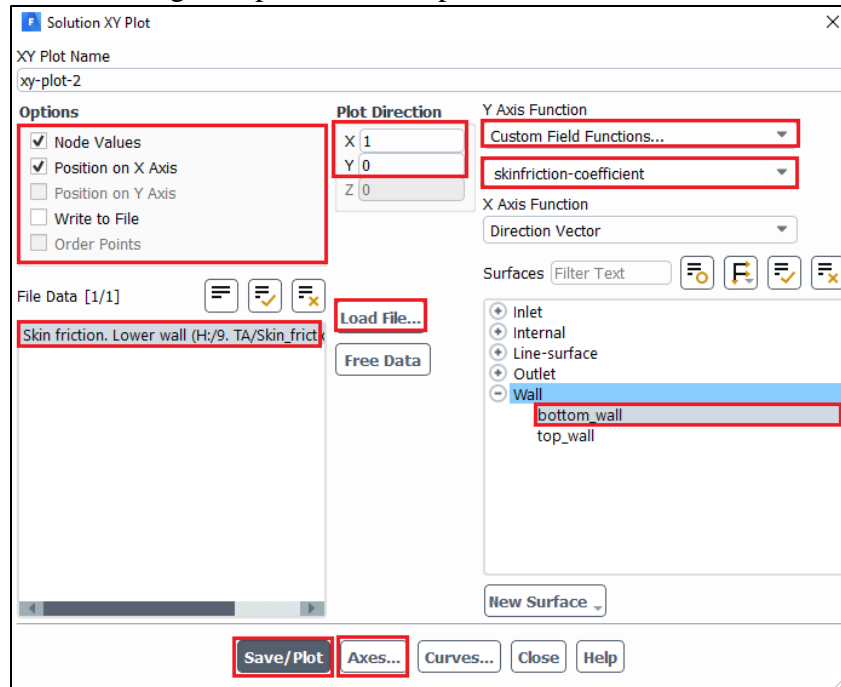 Solution XY Plot
XY Plot Name
xy-plot-2
Options
Node Values
Position on X Axis
Position on Y Axis
Write to File
Order Points
Plot Direction
X 1
Y 0
Z 0
Y Axis Function
Custom Field Functions...
skinfriction-coefficient
X Axis Function
Direction Vector
File Data [1/1]
Skin friction. Lower wall (H:/9. TA/Skin_frict
Load File...
Free Data
Surfaces Filter Text
Inlet
Internal
Line-surface
Outlet
Wall
bottom_wall
top_wall
New Surface
Save/Plot Axes... Curves... Close Help